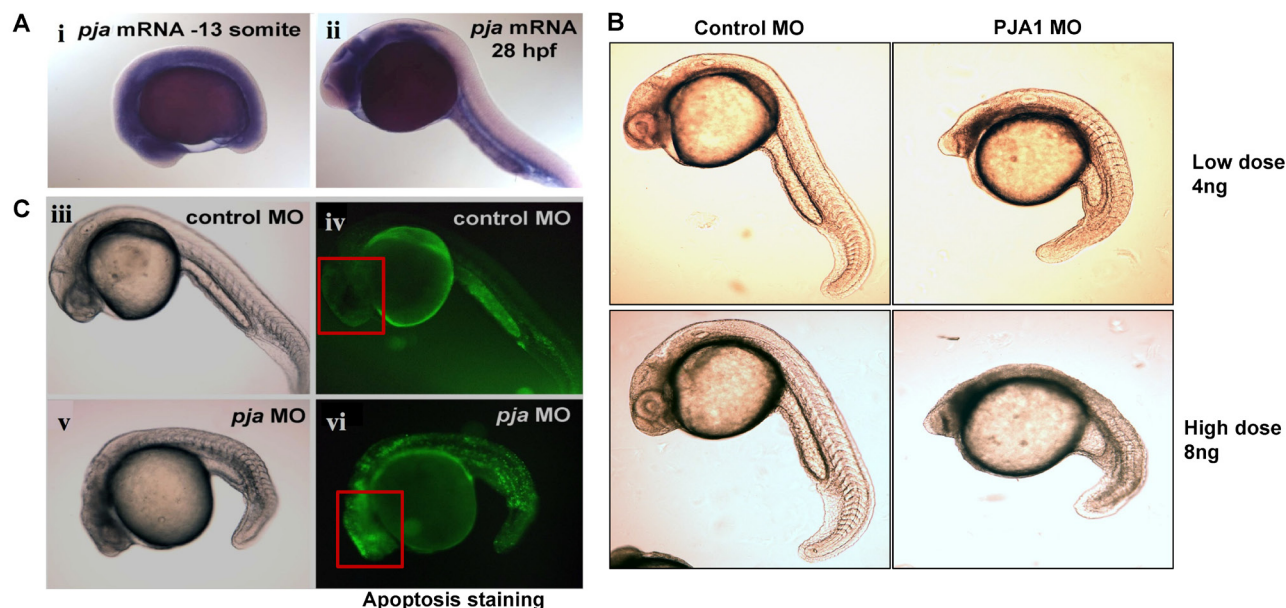 A
i
pja mRNA -13 somite
ii
pja mRNA
28 hpf
B
Control MO
PJA1 MO
Low dose
4ng
High dose
8ng
C
iii
control MO
iv
control MO
v
pja MO
vi
pja MO
Apoptosis staining